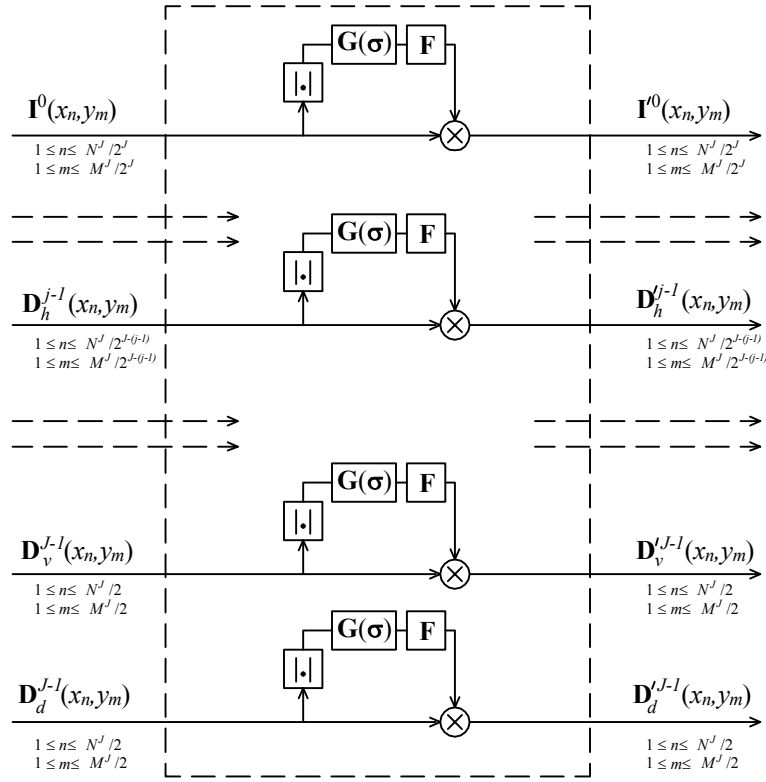 G(σ) F
|.|
I⁰(xₙ,yₘ) I′⁰(xₙ,yₘ)
1 ≤ n ≤ N^J/2^J 1 ≤ n ≤ N^J/2^J
1 ≤ m ≤ M^J/2^J 1 ≤ m ≤ M^J/2^J
G(σ) F
|.|
D_h^{j-1}(xₙ,yₘ) D′_h^{j-1}(xₙ,yₘ)
1 ≤ n ≤ N^J/2^{J-(j-1)} 1 ≤ n ≤ N^J/2^{J-(j-1)}
1 ≤ m ≤ M^J/2^{J-(j-1)} 1 ≤ m ≤ M^J/2^{J-(j-1)}
G(σ) F
|.|
D_v^{J-1}(xₙ,yₘ) D′_v^{J-1}(xₙ,yₘ)
1 ≤ n ≤ N^J/2 1 ≤ n ≤ N^J/2
1 ≤ m ≤ M^J/2 1 ≤ m ≤ M^J/2
G(σ) F
|.|
D_d^{J-1}(xₙ,yₘ) D′_d^{J-1}(xₙ,yₘ)
1 ≤ n ≤ N^J/2 1 ≤ n ≤ N^J/2
1 ≤ m ≤ M^J/2 1 ≤ m ≤ M^J/2